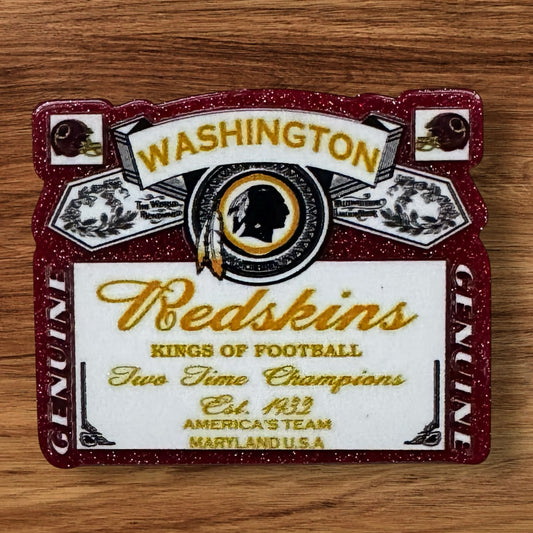 WASHINGTON
Redskins
KINGS OF FOOTBALL
Two Time Champions
Est. 1932
AMERICA'S TEAM
MARYLAND U.S.A
GENUINE
GENUINE